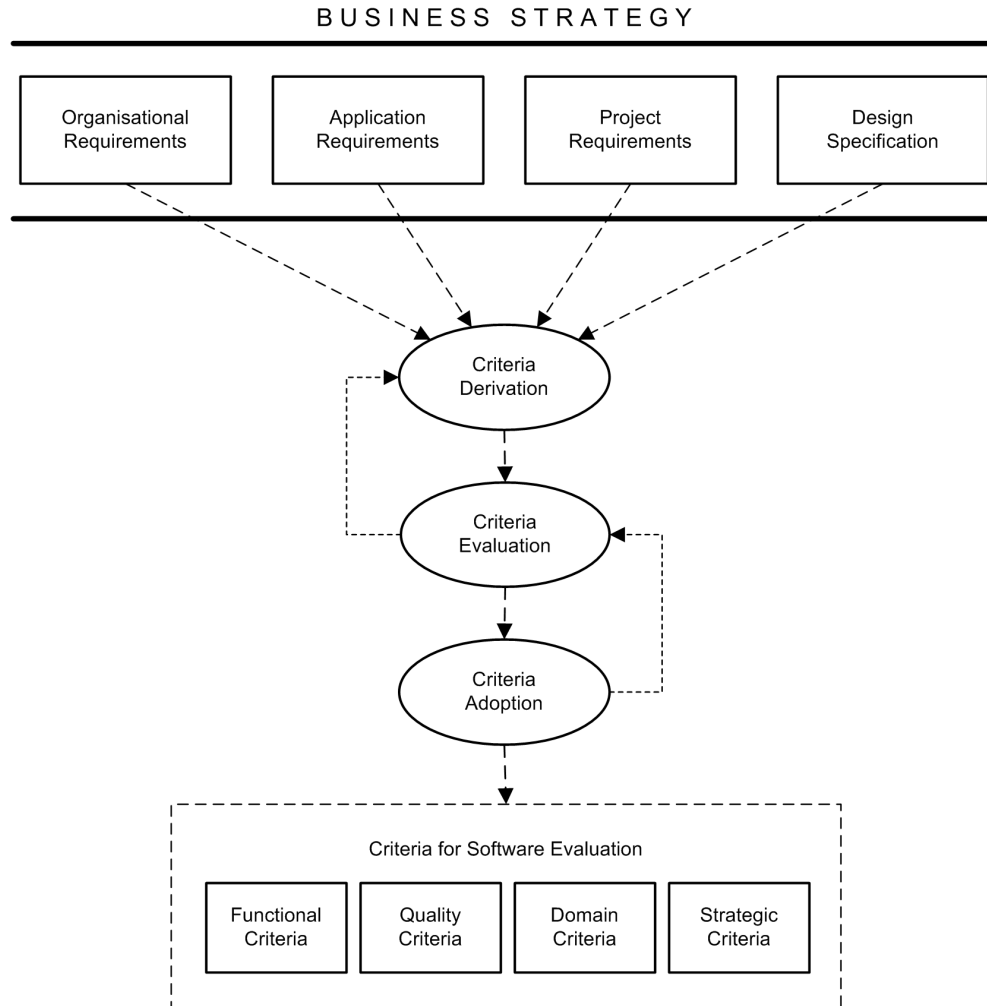 BUSINESS STRATEGY
Organisational
Requirements
Application
Requirements
Project
Requirements
Design
Specification
Criteria
Derivation
Criteria
Evaluation
Criteria
Adoption
Criteria for Software Evaluation
Functional
Criteria
Quality
Criteria
Domain
Criteria
Strategic
Criteria